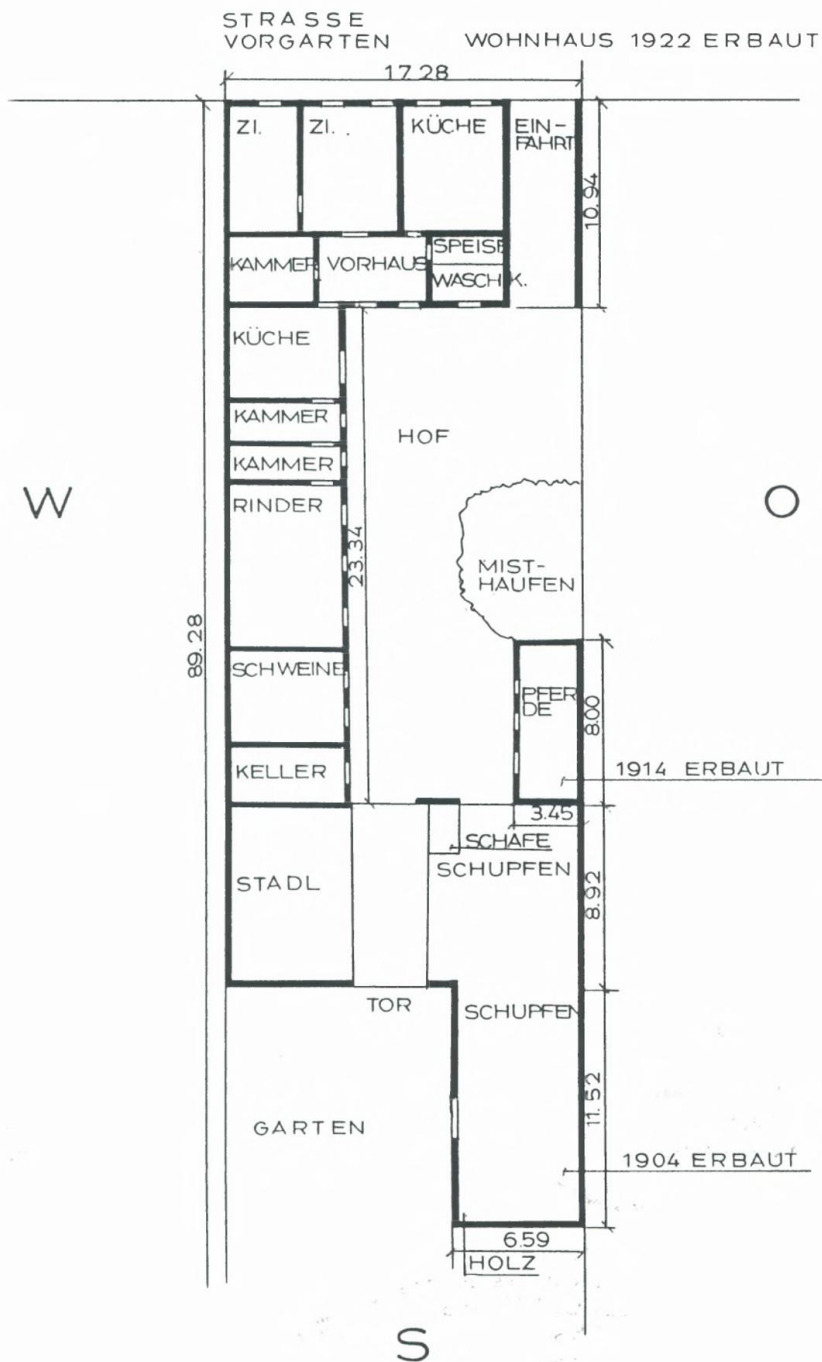 STRASSE
VORGARTEN
WOHNHAUS 1922 ERBAUT
17.28
ZI.
ZI.
KÜCHE
EIN-
FAHRT
10.94
KAMMER
VORHAUS
SPEISE
WASCHK.
KÜCHE
KAMMER
HOF
KAMMER
W
O
RINDER
23.34
MIST-
HAUFEN
89.28
SCHWEINE
PFER
DE
8.00
KELLER
1914 ERBAUT
3.45
SCHAFE
SCHUPFEN
STADL
8.92
TOR
SCHUPFEN
11.52
GARTEN
1904 ERBAUT
6.59
HOLZ
S